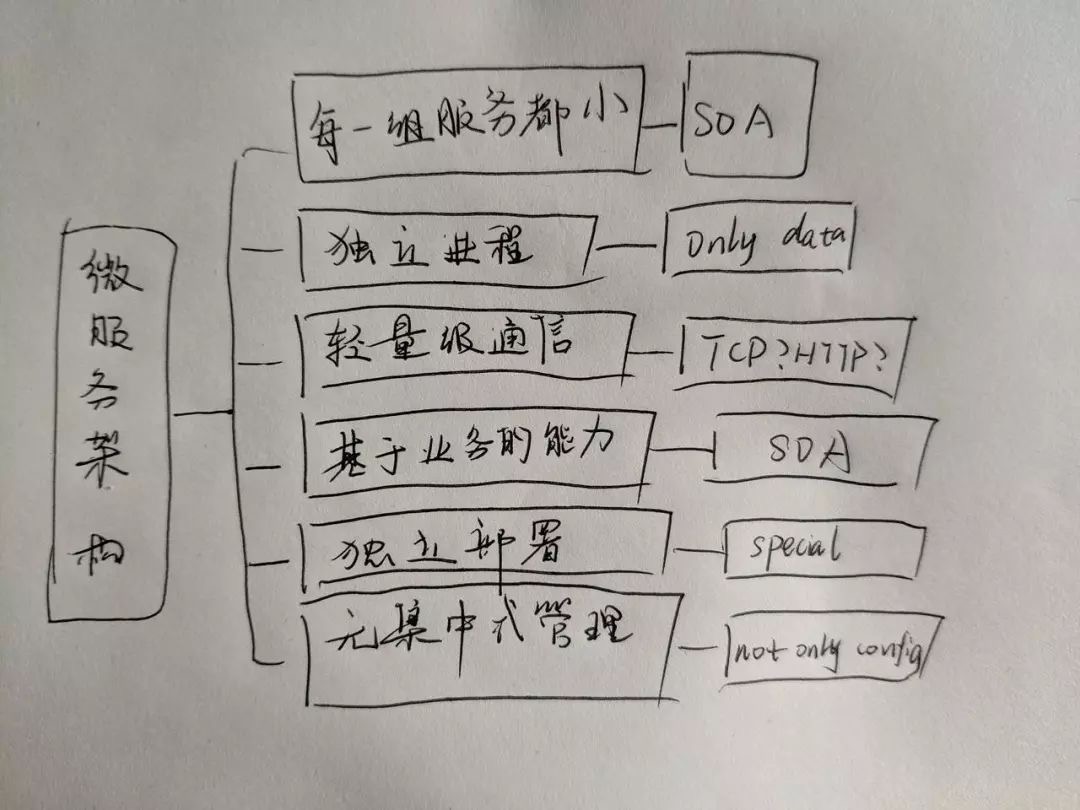 微服务架构
每一组服务都小
SOA
独立进程
only data
轻量级通信
TCP?HTTP?
基于业务的能力
SOA
独立部署
special
无集中式管理
not only config